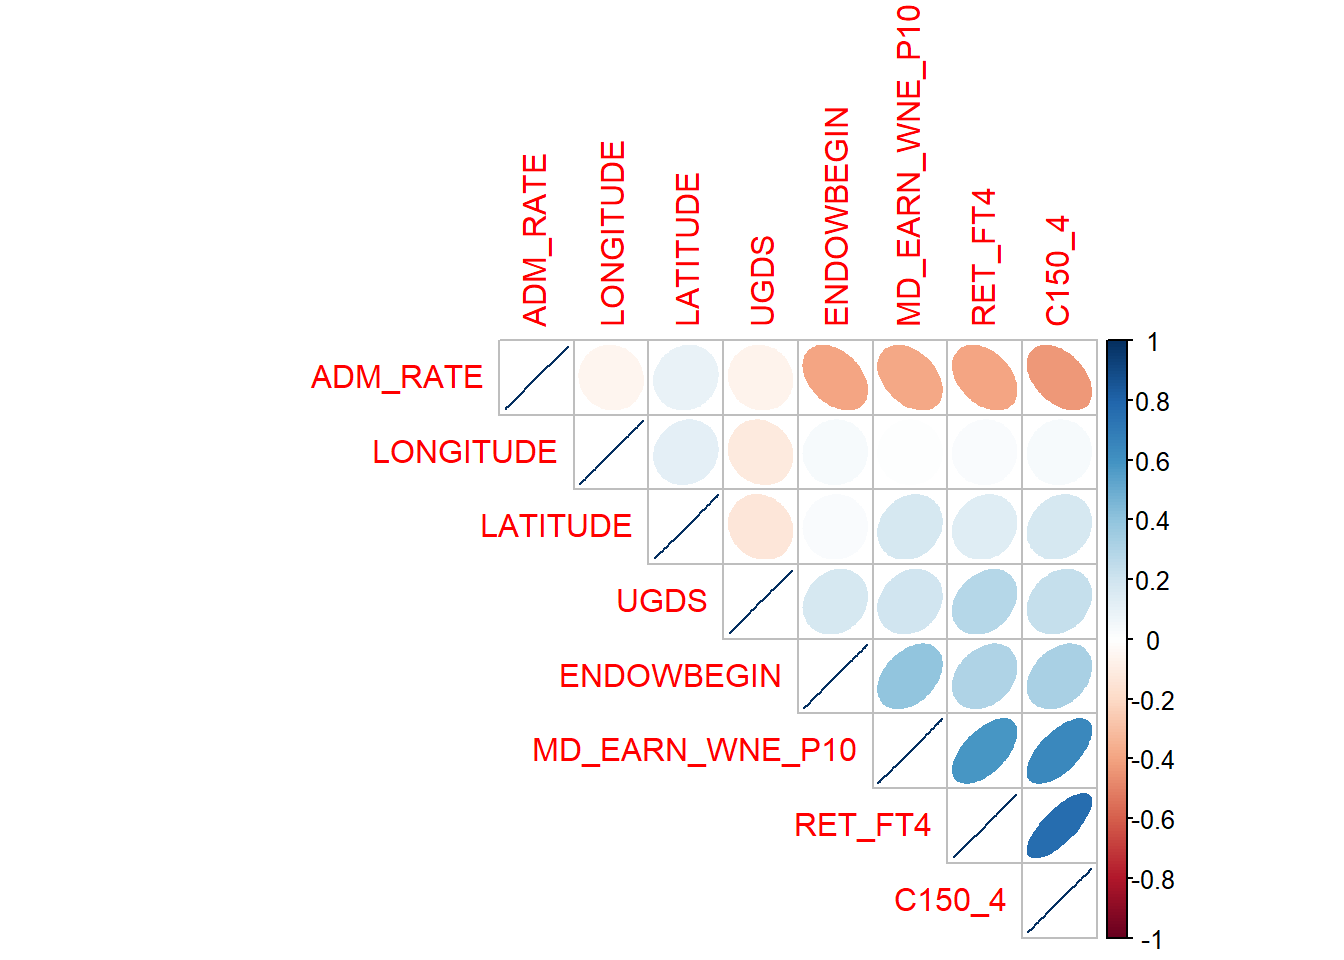 ADM_RATE
LONGITUDE
LATITUDE
UGDS
ENDOWBEGIN
MD_EARN_WNE_P10
RET_FT4
C150_4
ADM_RATE
LONGITUDE
LATITUDE
UGDS
ENDOWBEGIN
MD_EARN_WNE_P10
RET_FT4
C150_4
1
0.8
0.6
0.4
0.2
0
-0.2
-0.4
-0.6
-0.8
-1